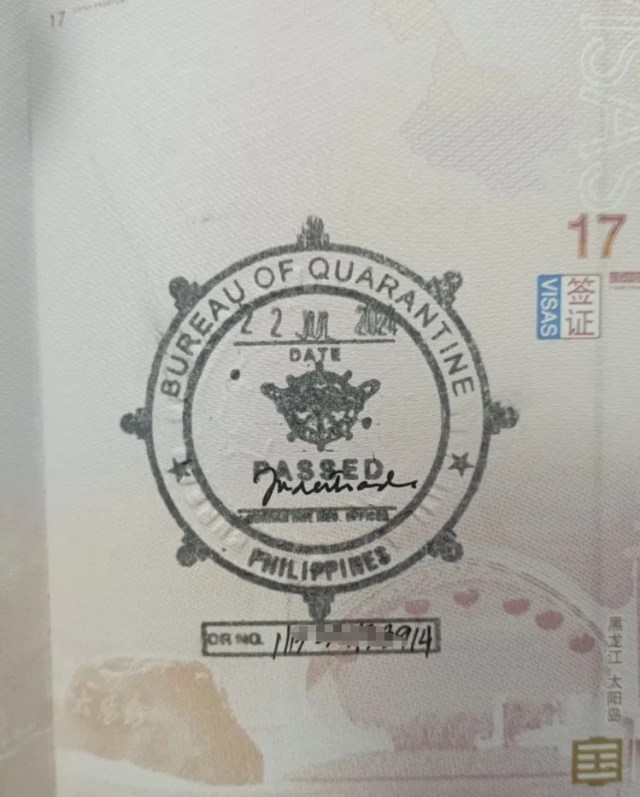 17
VISAS
17
签证
VISAS
BUREAU OF QUARANTINE
22 JUL 2024
DATE
PASSED
PHILIPPINES
OR NO.
黑龙江·太阳岛